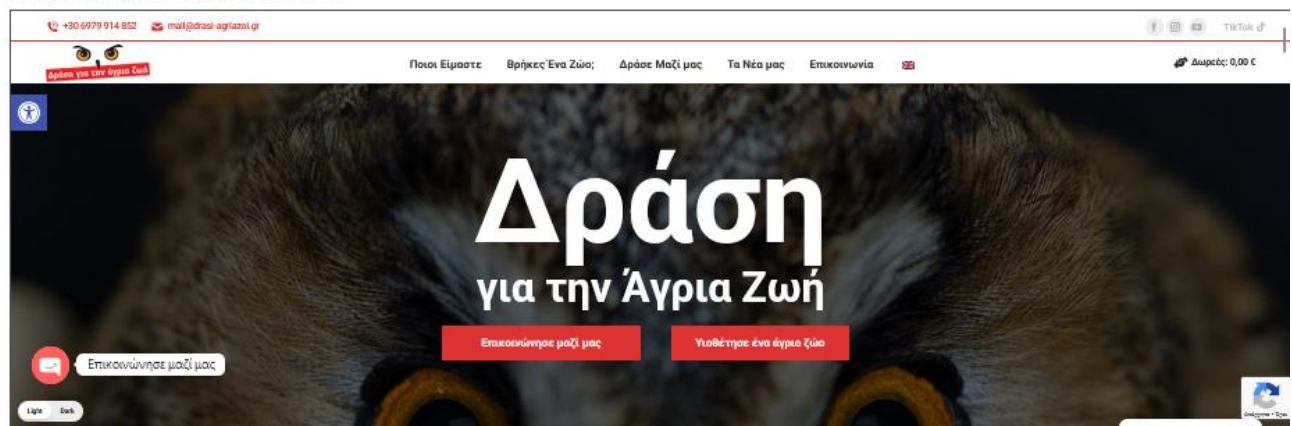 +30 6979 914 852 mail@drasi-agriazoi.gr TikTok
Δράση για την άγρια ζωή
Ποιοι Είμαστε Βρήκες Ένα Ζώο; Δράσε Μαζί μας Τα Νέα μας Επικοινωνία
Δωρεές: 0,00 €
Δράση
για την Άγρια Ζωή
Επικοινώνησε μαζί μας Υιοθέτησε ένα άγριο ζώο
Επικοινώνησε μαζί μας
Light Dark